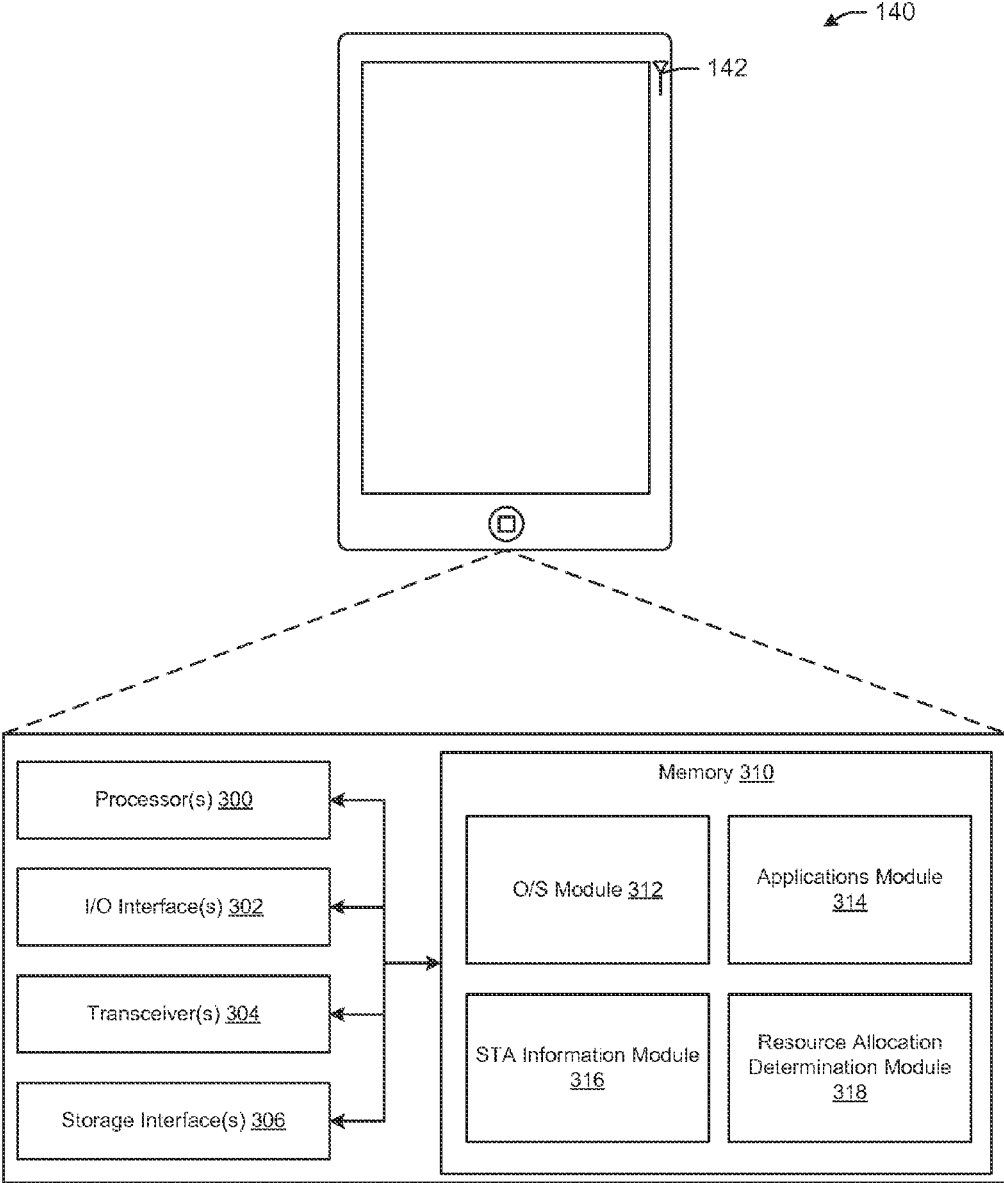 140
142
Processor(s) 300
I/O Interface(s) 302
Transceiver(s) 304
Storage Interface(s) 306
Memory 310
O/S Module 312
Applications Module
314
STA Information Module
316
Resource Allocation
Determination Module
318